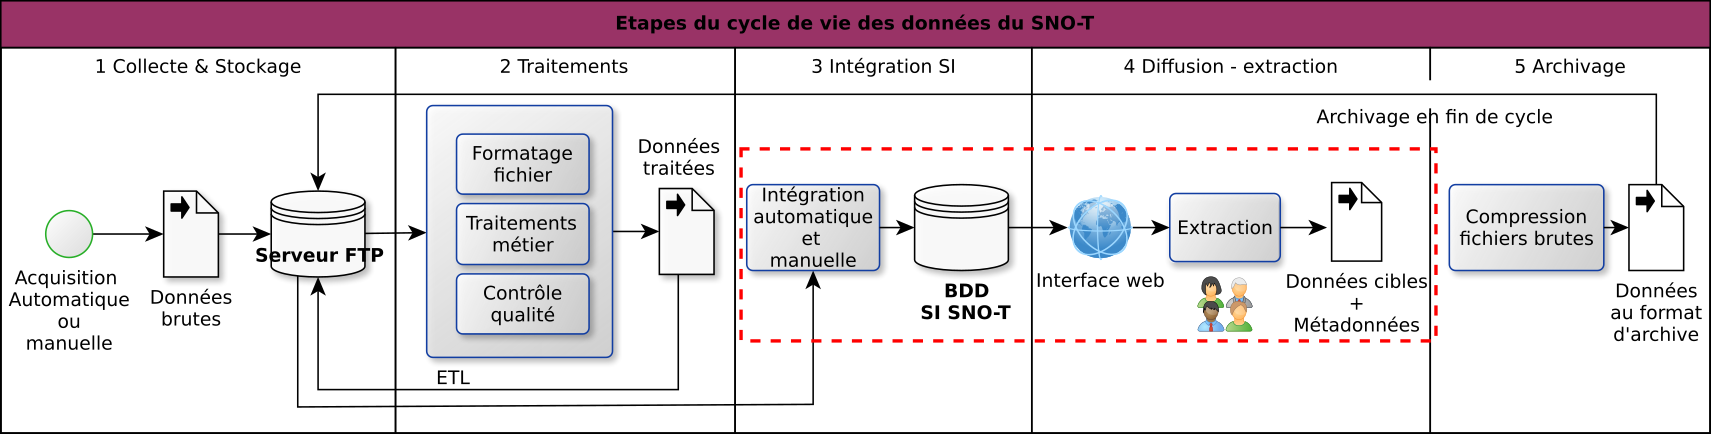 Etapes du cycle de vie des données du SNO-T
1 Collecte & Stockage
2 Traitements
3 Intégration SI
4 Diffusion - extraction
5 Archivage
Archivage en fin de cycle
Acquisition
Automatique
ou
manuelle
Données
brutes
Serveur FTP
Formatage
fichier
Traitements
métier
Contrôle
qualité
ETL
Données
traitées
Intégration
automatique
et
manuelle
BDD
SI SNO-T
Interface web
Extraction
Données cibles
+
Métadonnées
Compression
fichiers brutes
Données
au format
d'archive